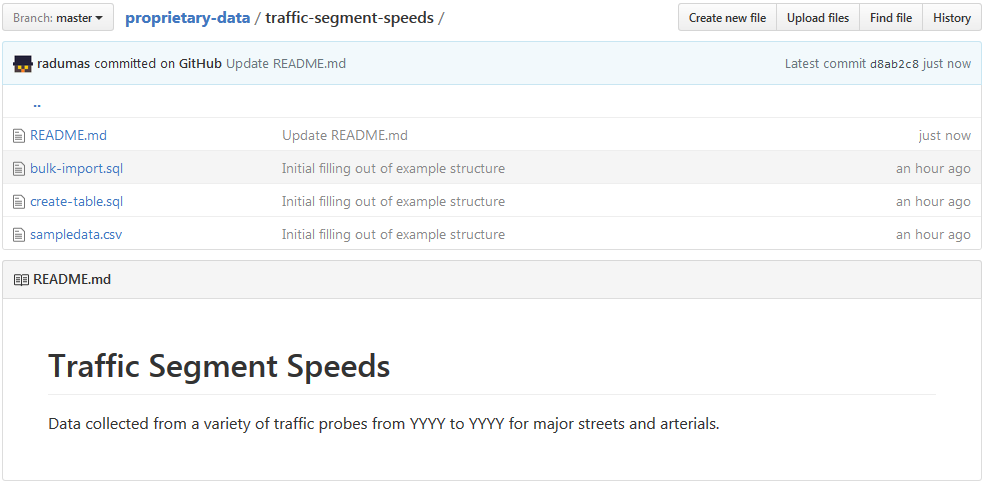 Branch: master proprietary-data / traffic-segment-speeds / Create new file Upload files Find file History
radumas committed on GitHub Update README.md Latest commit d8ab2c8 just now
..
README.md Update README.md just now
bulk-import.sql Initial filling out of example structure an hour ago
create-table.sql Initial filling out of example structure an hour ago
sampledata.csv Initial filling out of example structure an hour ago
README.md
Traffic Segment Speeds
Data collected from a variety of traffic probes from YYYY to YYYY for major streets and arterials.